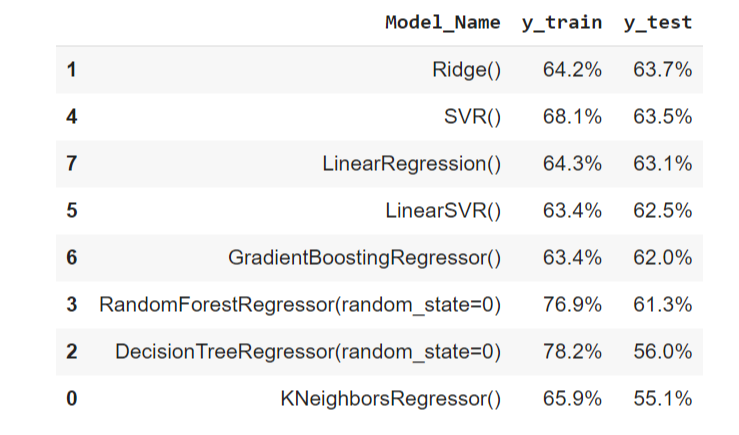 Model_Name y_train y_test
1 Ridge() 64.2% 63.7%
4 SVR() 68.1% 63.5%
7 LinearRegression() 64.3% 63.1%
5 LinearSVR() 63.4% 62.5%
6 GradientBoostingRegressor() 63.4% 62.0%
3 RandomForestRegressor(random_state=0) 76.9% 61.3%
2 DecisionTreeRegressor(random_state=0) 78.2% 56.0%
0 KNeighborsRegressor() 65.9% 55.1%